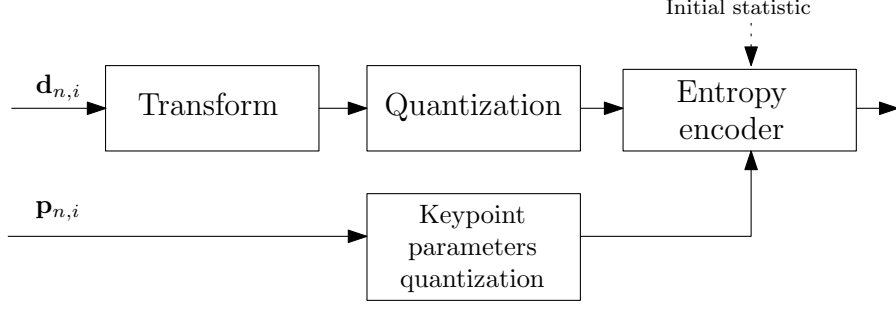 Initial statistic
d_{n,i}
Transform
Quantization
Entropy
encoder
p_{n,i}
Keypoint
parameters
quantization